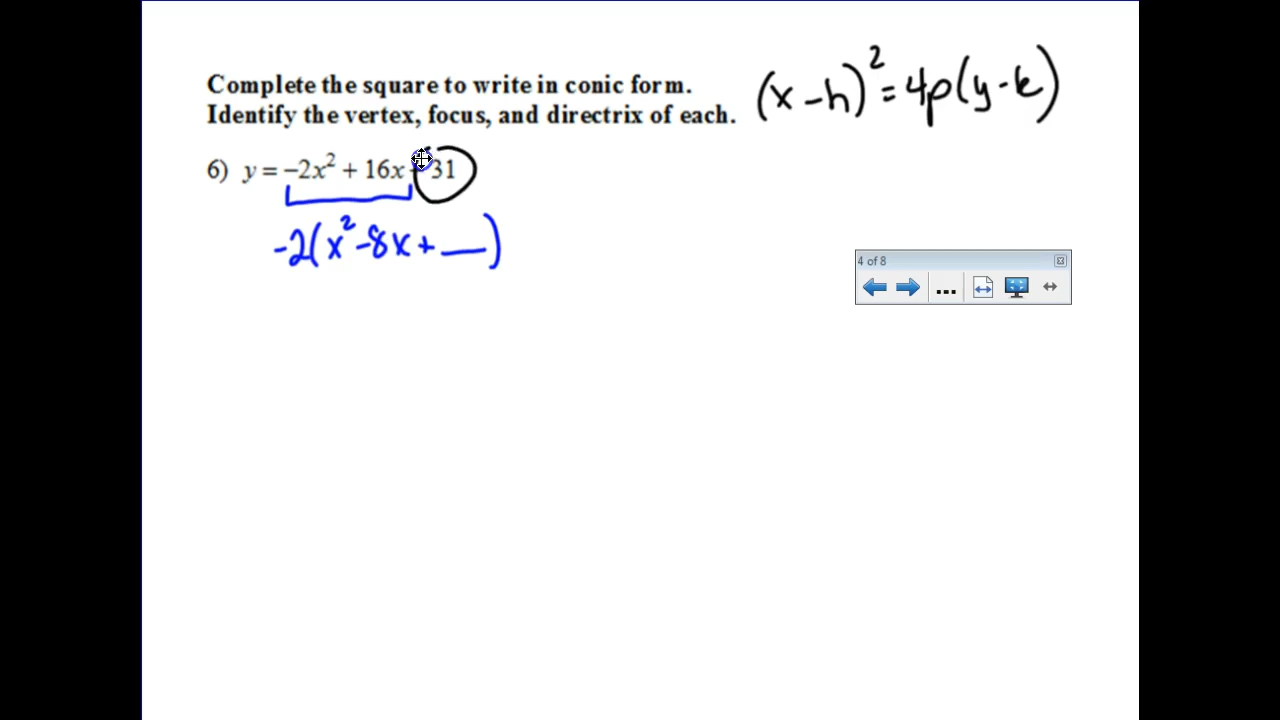 Complete the square to write in conic form.
Identify the vertex, focus, and directrix of each.
(x-h)² = 4p(y-k)
6) y = −2x² + 16x 31
-2(x² -8x + __)
4 of 8
...